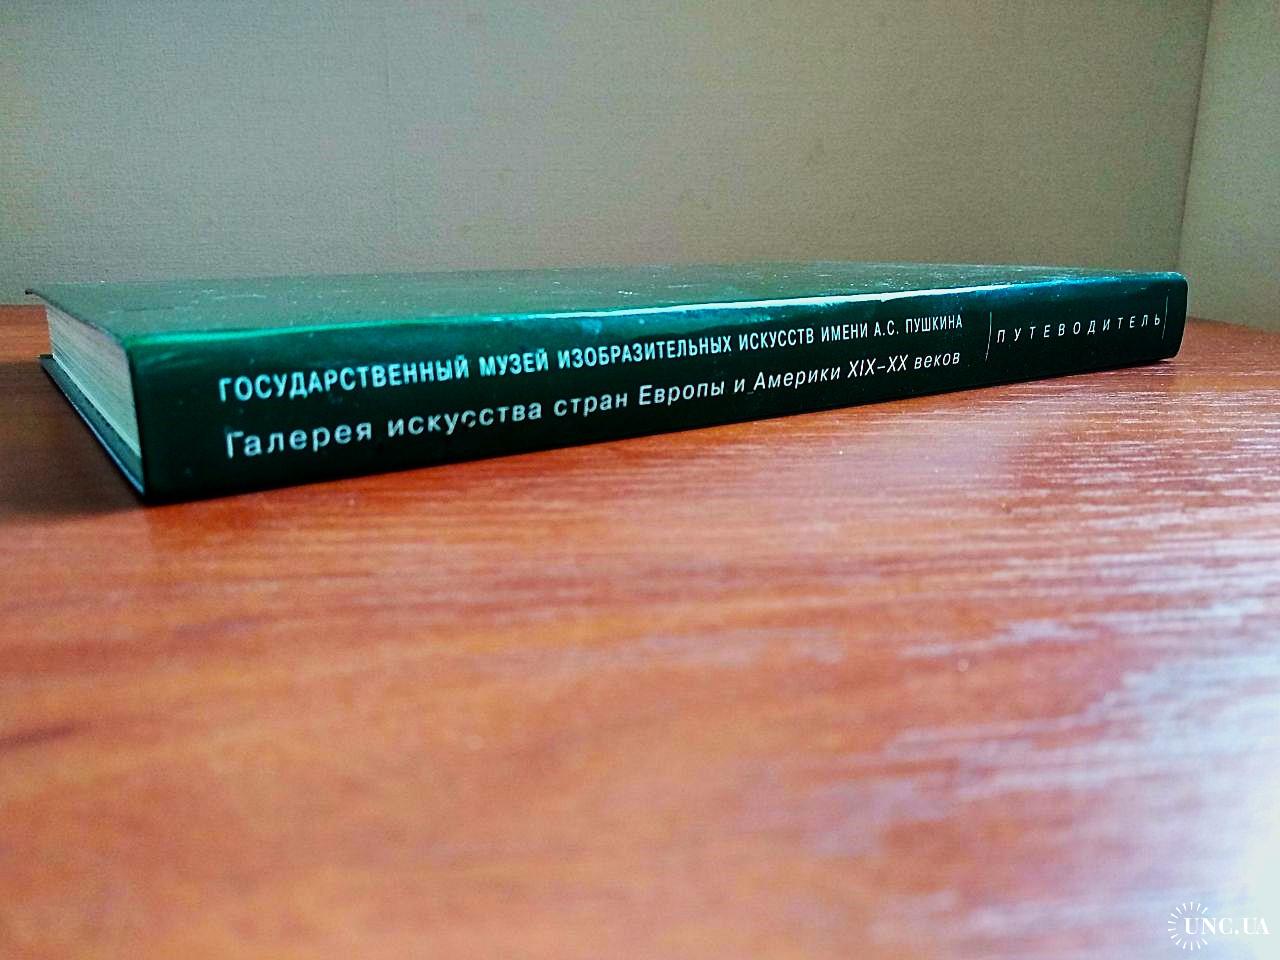 ГОСУДАРСТВЕННЫЙ МУЗЕЙ ИЗОБРАЗИТЕЛЬНЫХ ИСКУССТВ ИМЕНИ А.С. ПУШКИНА
Галерея искусства стран Европы и Америки XIX–XX веков
ПУТЕВОДИТЕЛЬ
UNC.UA